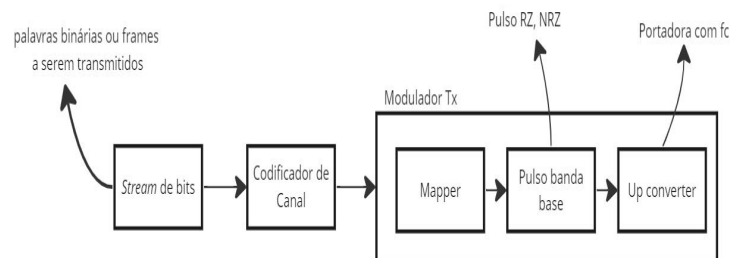 palavras binárias ou frames
a serem transmitidos
Pulso RZ, NRZ
Portadora com fc
Modulador Tx
Stream de bits
Codificador de
Canal
Mapper
Pulso banda
base
Up converter